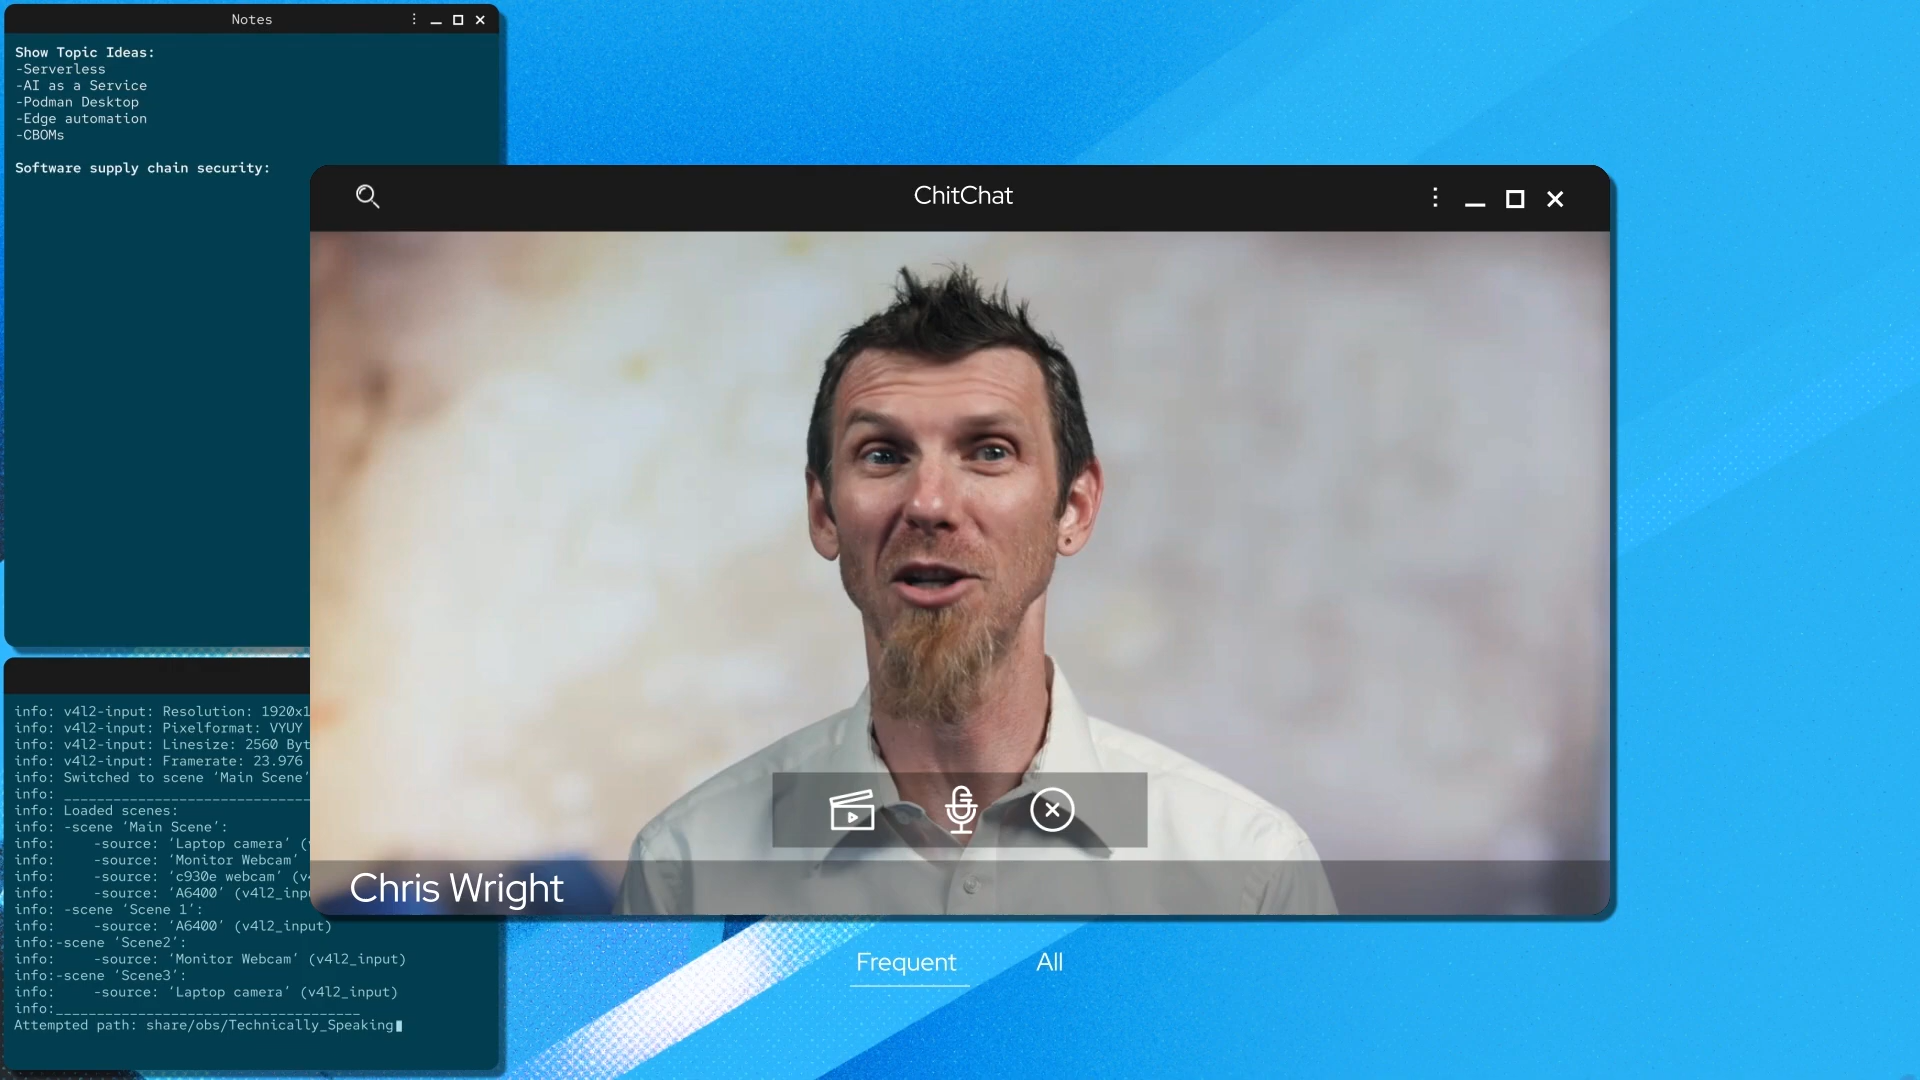 Notes
Show Topic Ideas:
-Serverless
-AI as a Service
-Podman Desktop
-Edge automation
-CBOMs
Software supply chain security:
ChitChat
Chris Wright
Frequent
All
info: v4l2-input: Resolution: 1920x1
info: v4l2-input: Pixelformat: VYUY
info: v4l2-input: Linesize: 2560 Byt
info: v4l2-input: Framerate: 23.976
info: Switched to scene ‘Main Scene’
info: ______________________________
info: Loaded scenes:
info: -scene ‘Main Scene’:
info: -source: ‘Laptop camera’ (v
info: -source: ‘Monitor Webcam’
info: -source: ‘c930e webcam’ (v4
info: -source: ‘A6400’ (v4l2_inp
info: -scene ‘Scene 1’:
info: -source: ‘A6400’ (v4l2_input)
info:-scene ‘Scene2’:
info: -source: ‘Monitor Webcam’ (v4l2_input)
info:-scene ‘Scene3’:
info: -source: ‘Laptop camera’ (v4l2_input)
info:_____________________________________
Attempted path: share/obs/Technically_Speaking